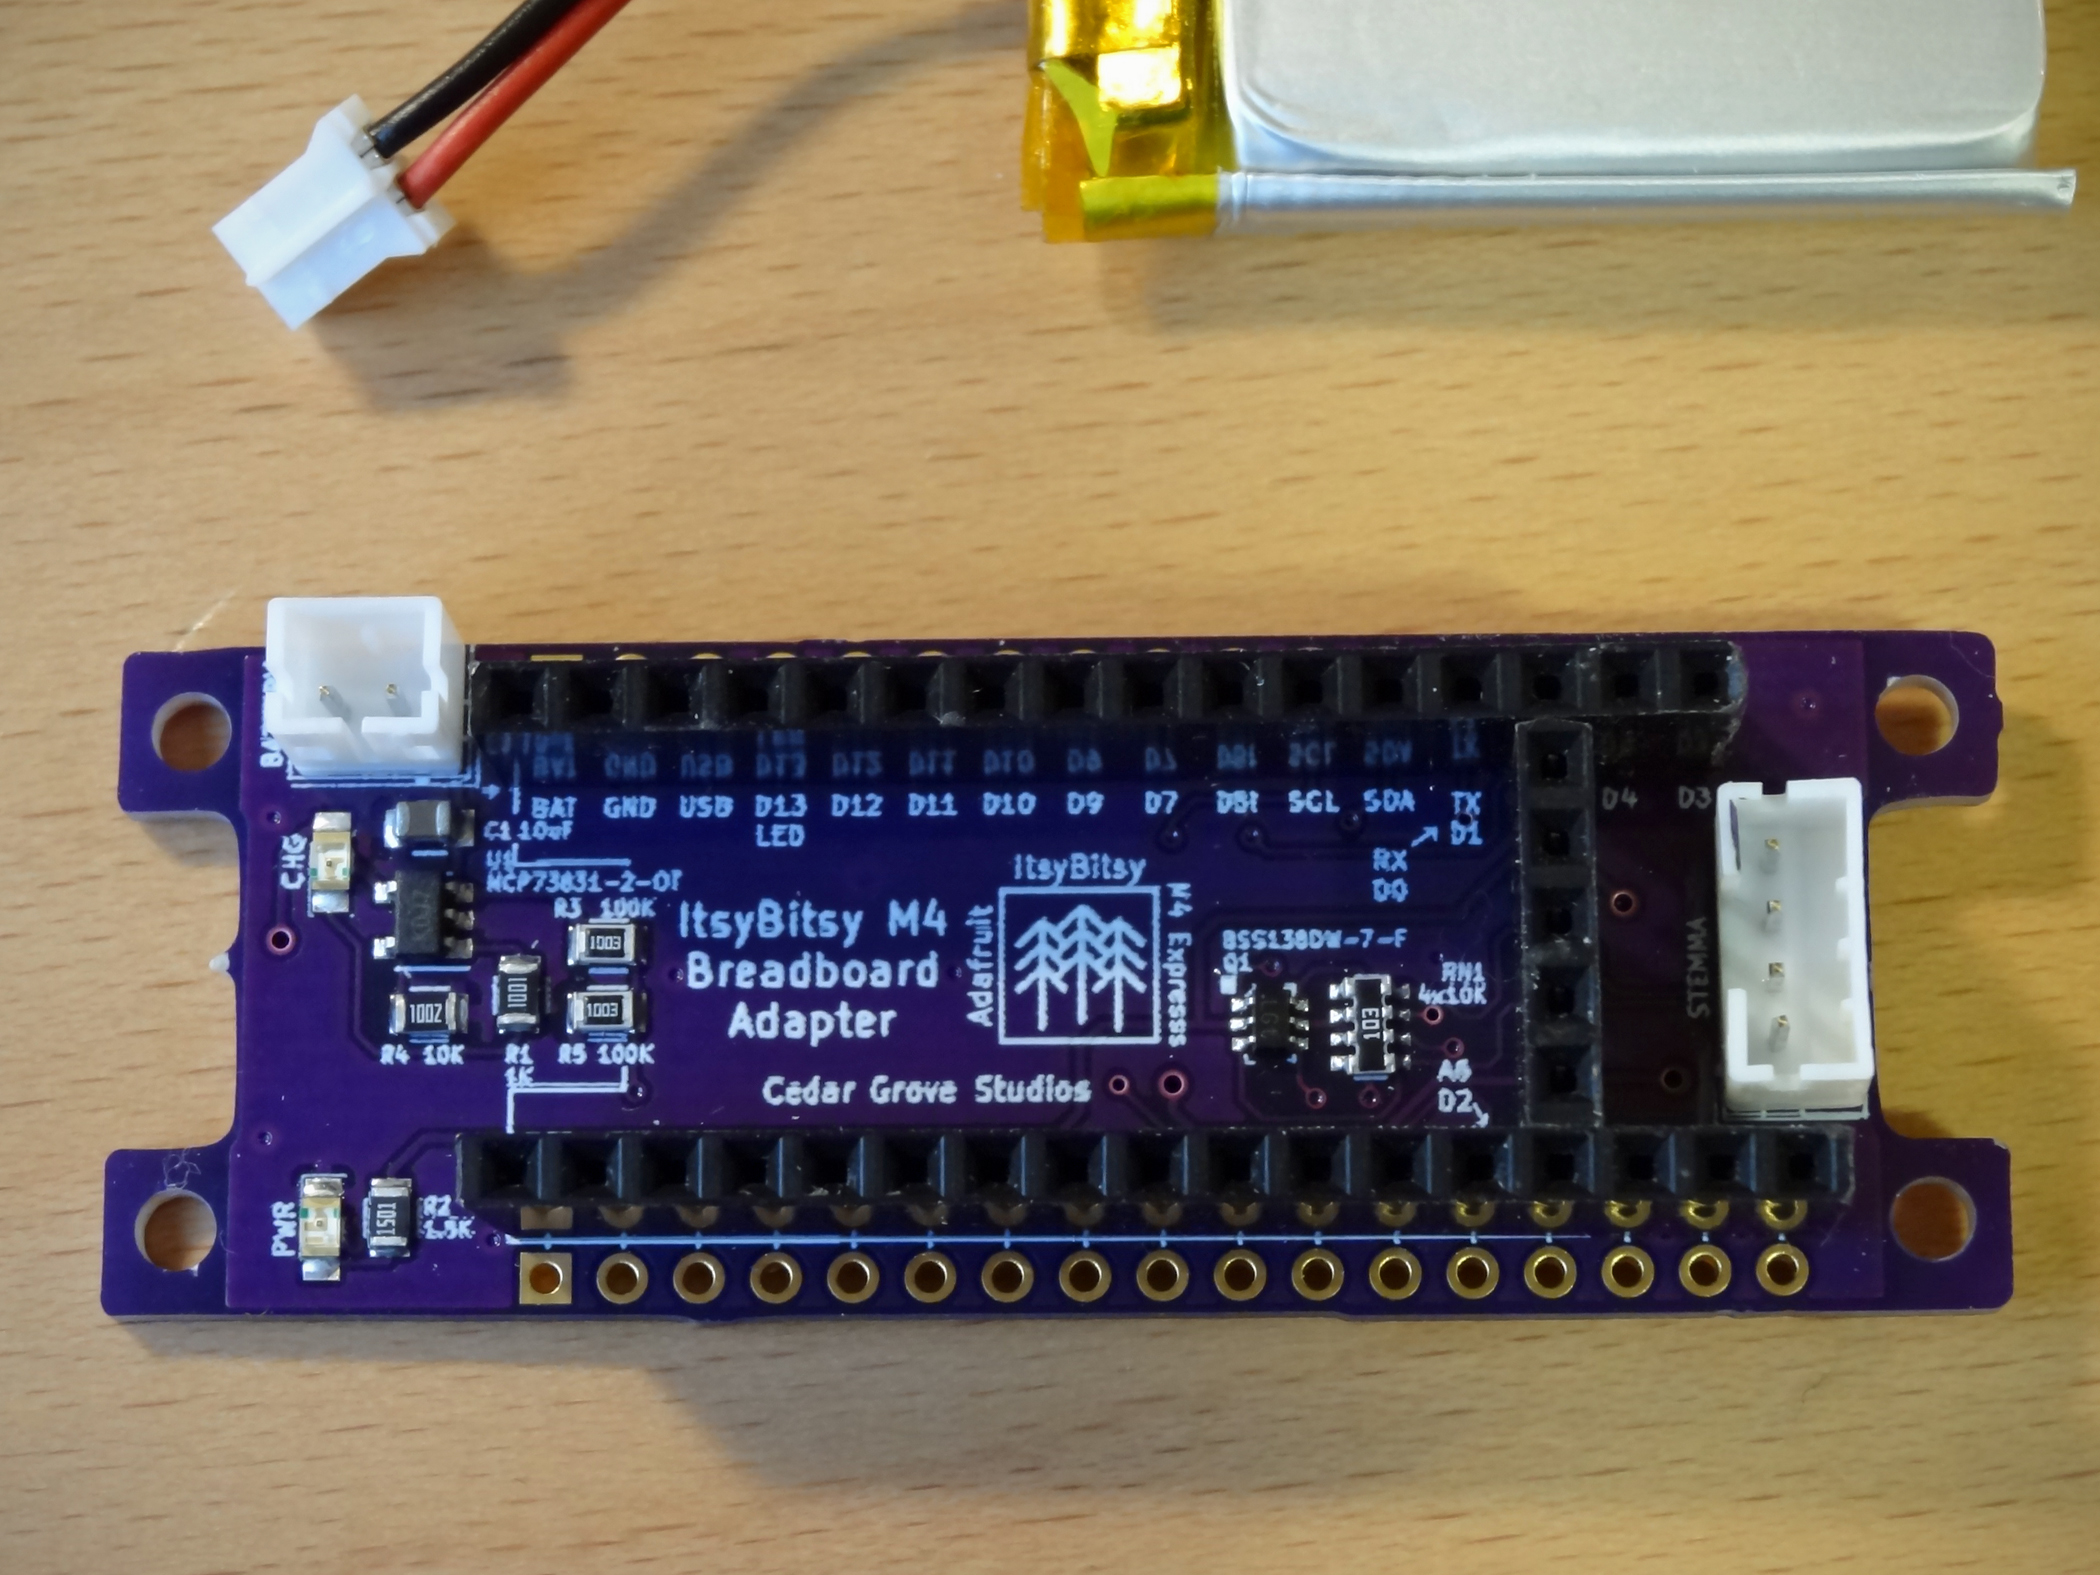 BAT GND USB D13 D12 D11 D10 D9 D7 D5! SCL SDA TX D4 D3
LED
D1
RX
D0
C1 10uF
U1
MCP73831-2-OT
CHG
R3 100K
1003
1002
1001
1003
R4 10K
R1
1K
R5 100K
ItsyBitsy M4
Breadboard
Adapter
ItsyBitsy
Adafruit
M4 Express
Cedar Grove Studios
BSS138DW-7-F
Q1
RN1
4x10K
103
A6
D2
STEMMA
PWR
1501
R2
1.5K